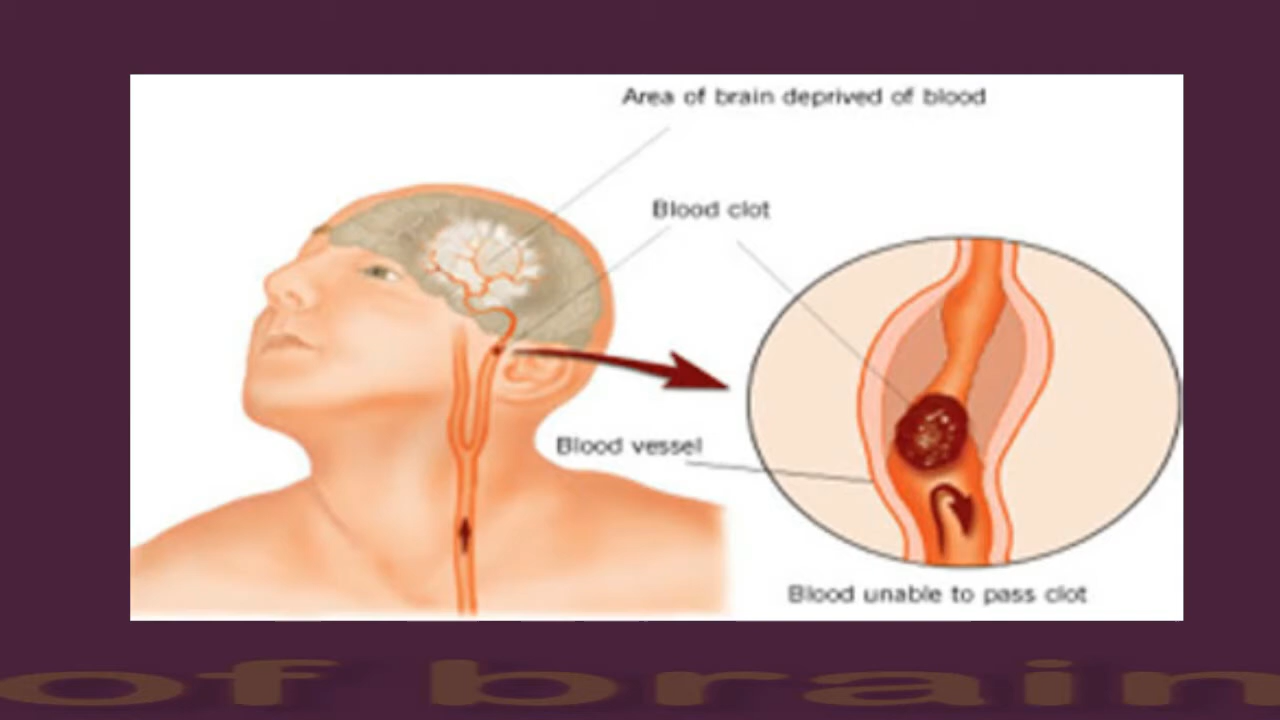 Area of brain deprived of blood
Blood clot
Blood vessel
Blood unable to pass clot
of brain